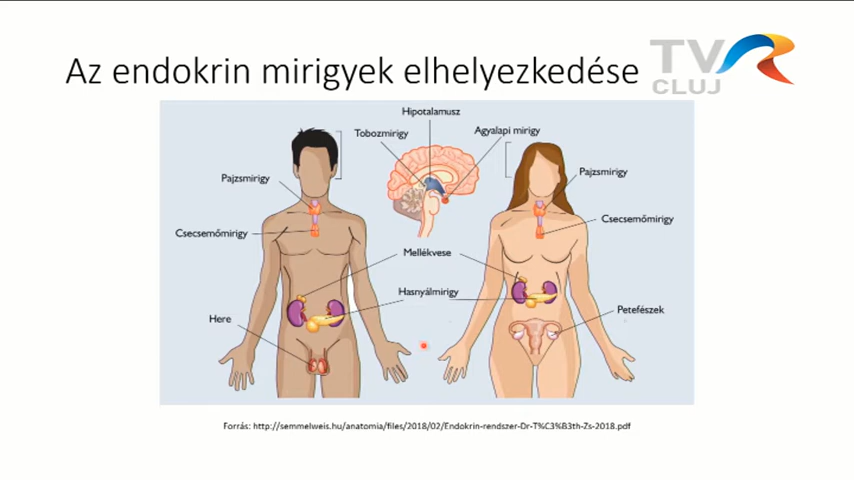 Az endokrin mirigyek elhelyezkedése
TVR
CLUJ
Hipotalamusz
Tobozmirigy
Agyalapi mirigy
Pajzsmirigy
Pajzsmirigy
Csecsemőmirigy
Csecsemőmirigy
Mellékvese
Hasnyálmirigy
Here
Petefészek
Forrás: http://semmelweis.hu/anatomia/files/2018/02/Endokrin-rendszer-Dr-T%C3%B3th-Zs-2018.pdf